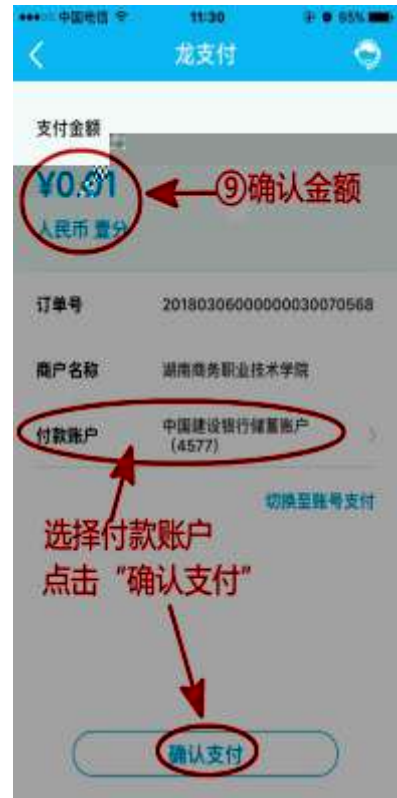 中国电信 11:30 65%
龙支付
支付金额
¥0.01
⑨确认金额
人民币 壹分
订单号 20180306000000030070568
商户名称 湖南商务职业技术学院
付款账户 中国建设银行储蓄账户
(4577)
切换至账号支付
选择付款账户
点击“确认支付”
确认支付